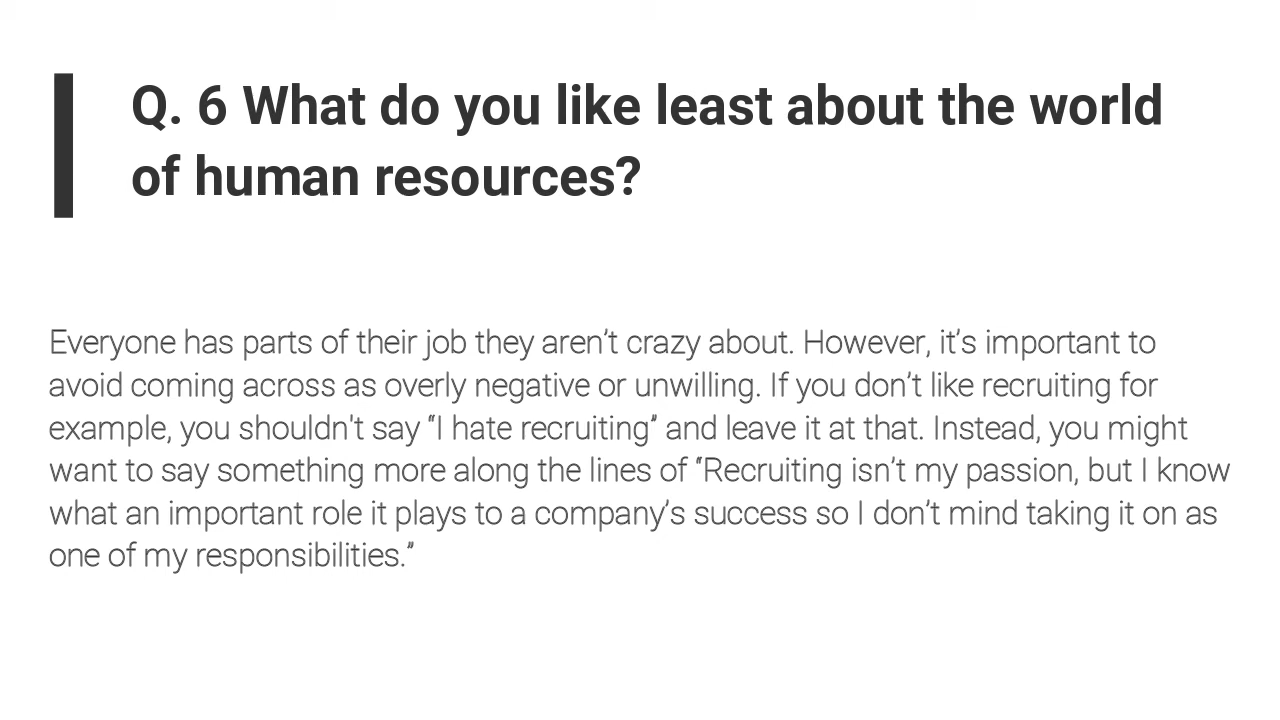 Q. 6 What do you like least about the world
of human resources?
Everyone has parts of their job they aren’t crazy about. However, it’s important to
avoid coming across as overly negative or unwilling. If you don’t like recruiting for
example, you shouldn't say “I hate recruiting” and leave it at that. Instead, you might
want to say something more along the lines of “Recruiting isn’t my passion, but I know
what an important role it plays to a company’s success so I don’t mind taking it on as
one of my responsibilities.”